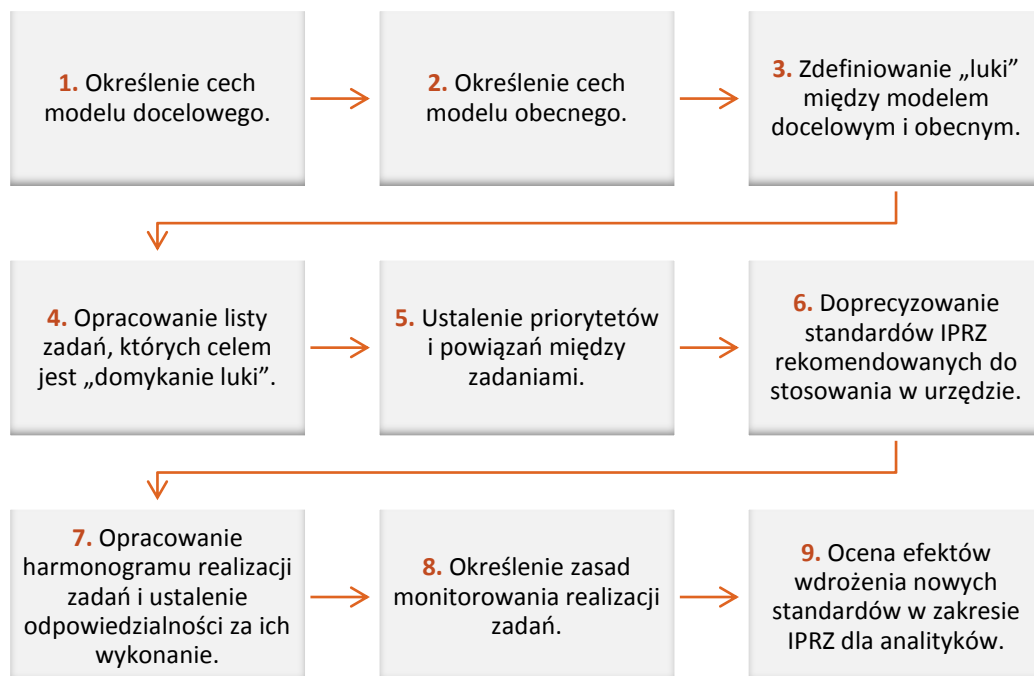 1. Określenie cech
modelu docelowego.
2. Określenie cech
modelu obecnego.
3. Zdefiniowanie „luki”
między modelem
docelowym i obecnym.
4. Opracowanie listy
zadań, których celem
jest „domykanie luki”.
5. Ustalenie priorytetów
i powiązań między
zadaniami.
6. Doprecyzowanie
standardów IPRZ
rekomendowanych do
stosowania w urzędzie.
7. Opracowanie
harmonogramu realizacji
zadań i ustalenie
odpowiedzialności za ich
wykonanie.
8. Określenie zasad
monitorowania realizacji
zadań.
9. Ocena efektów
wdrożenia nowych
standardów w zakresie
IPRZ dla analityków.